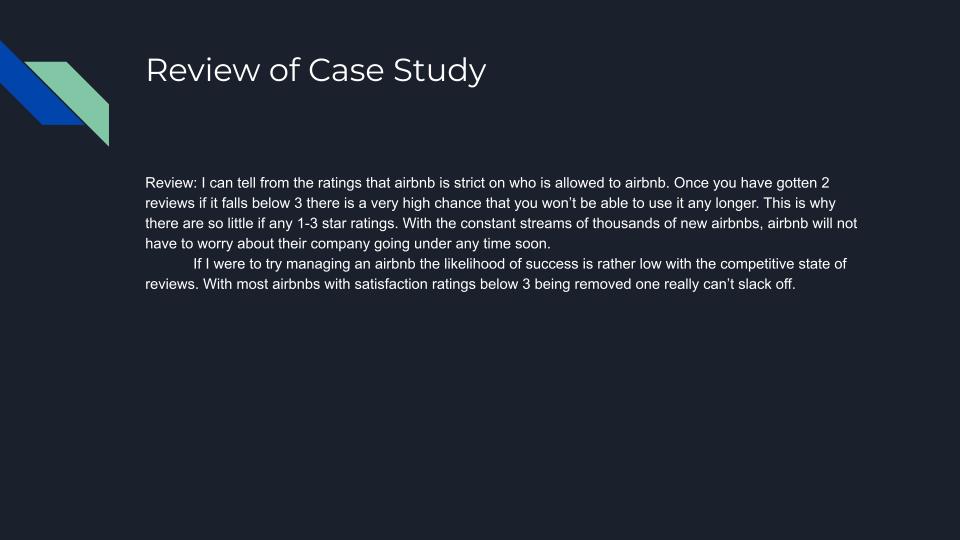 Review of Case Study
Review: I can tell from the ratings that airbnb is strict on who is allowed to airbnb. Once you have gotten 2
reviews if it falls below 3 there is a very high chance that you won’t be able to use it any longer. This is why
there are so little if any 1-3 star ratings. With the constant streams of thousands of new airbnbs, airbnb will not
have to worry about their company going under any time soon.
If I were to try managing an airbnb the likelihood of success is rather low with the competitive state of
reviews. With most airbnbs with satisfaction ratings below 3 being removed one really can’t slack off.